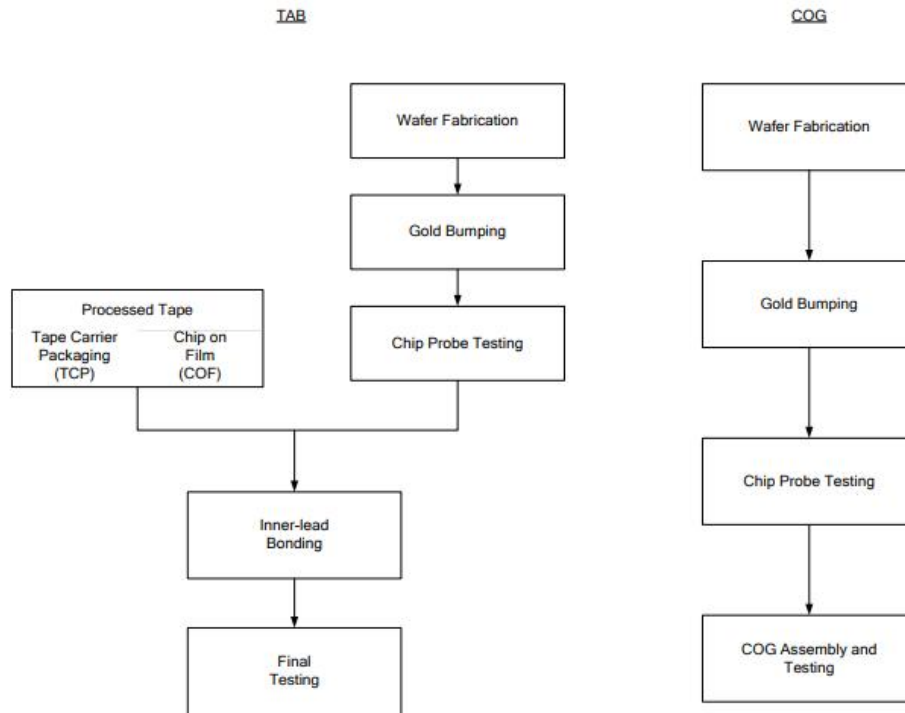 TAB
COG
Wafer Fabrication
Gold Bumping
Chip Probe Testing
Processed Tape
Tape Carrier
Packaging
(TCP)
Chip on
Film
(COF)
Inner-lead
Bonding
Final
Testing
Wafer Fabrication
Gold Bumping
Chip Probe Testing
COG Assembly and
Testing